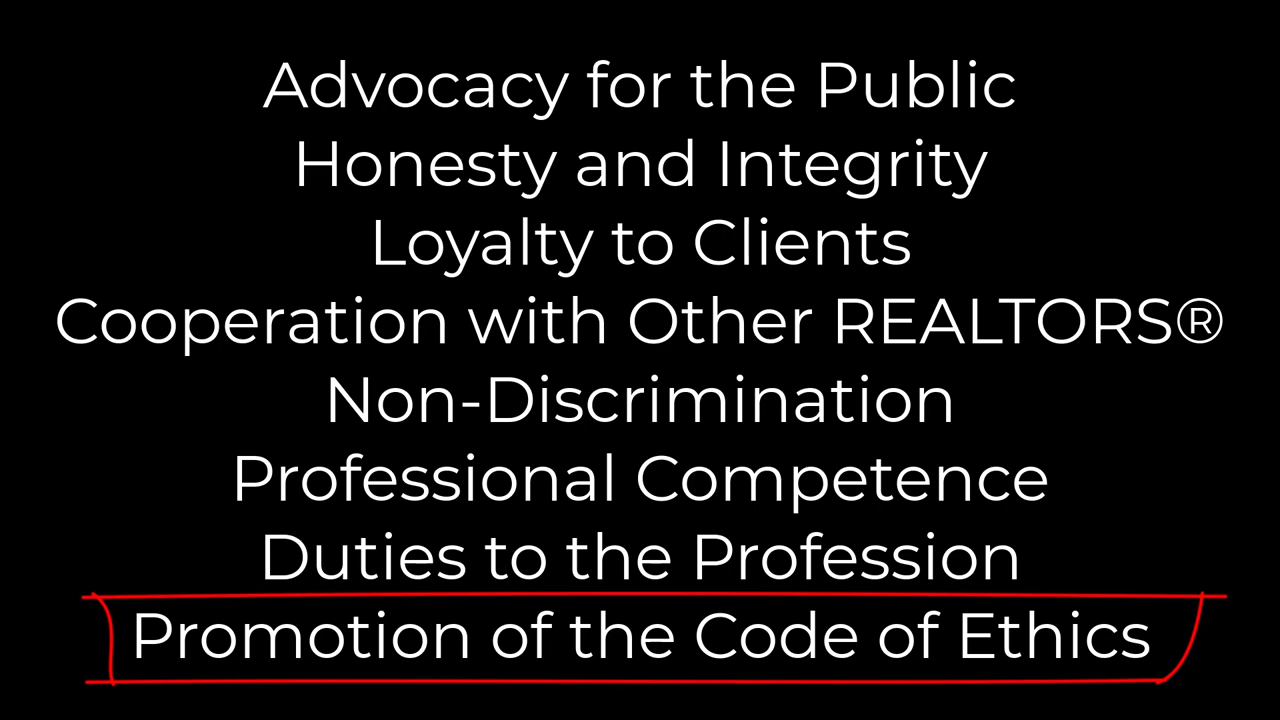 Advocacy for the Public
Honesty and Integrity
Loyalty to Clients
Cooperation with Other REALTORS®
Non-Discrimination
Professional Competence
Duties to the Profession
Promotion of the Code of Ethics